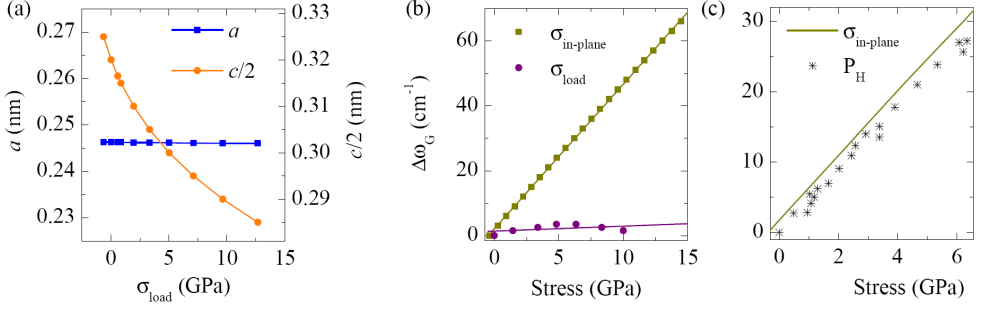 (a)
0.27
0.26
0.25
0.24
0.23
a (nm)
a
c/2
0.33
0.32
0.31
0.30
0.29
0.28
c/2 (nm)
0 5 10 15
σload (GPa)
(b)
60
40
20
0
ΔωG (cm-1)
σin-plane
σload
0 5 10 15
Stress (GPa)
(c)
30
20
10
0
σin-plane
PH
0 2 4 6
Stress (GPa)